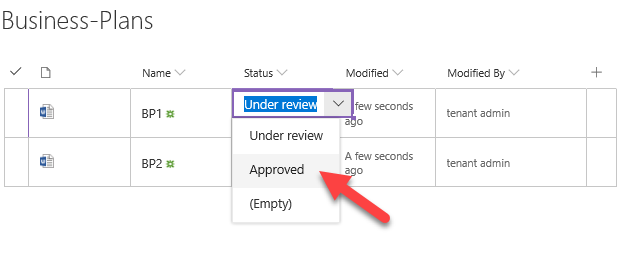 Business-Plans
Name Status Modified Modified By
BP1 Under review few seconds ago tenant admin
Under review
BP2 Approved A few seconds ago tenant admin
(Empty)